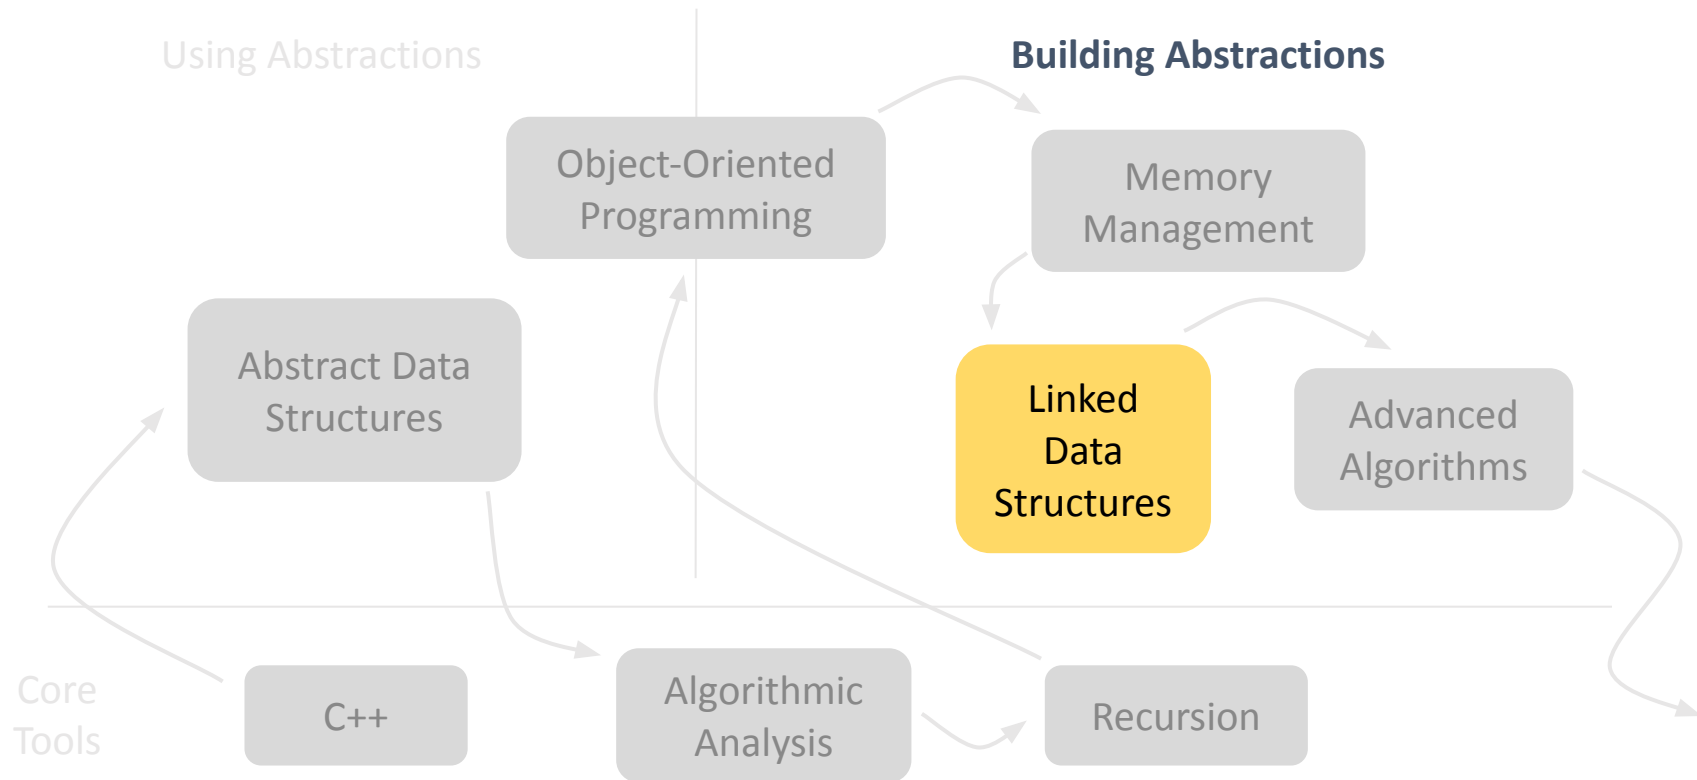 Using Abstractions
Building Abstractions
Object-Oriented
Programming
Memory
Management
Abstract Data
Structures
Linked
Data
Structures
Advanced
Algorithms
Core
Tools
C++
Algorithmic
Analysis
Recursion